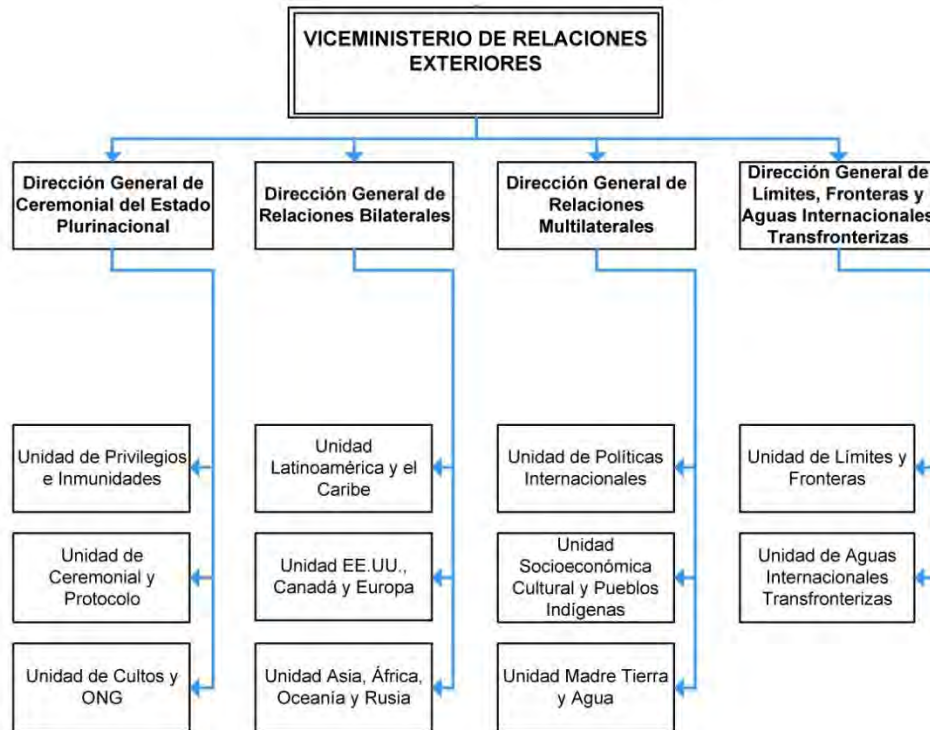 VICEMINISTERIO DE RELACIONES
EXTERIORES
Dirección General de
Ceremonial del Estado
Plurinacional
Dirección General de
Relaciones Bilaterales
Dirección General de
Relaciones
Multilaterales
Dirección General de
Límites, Fronteras y
Aguas Internacionales
Transfronterizas
Unidad de Privilegios
e Inmunidades
Unidad
Latinoamérica y el
Caribe
Unidad de Políticas
Internacionales
Unidad de Límites y
Fronteras
Unidad de
Ceremonial y
Protocolo
Unidad EE.UU.,
Canadá y Europa
Unidad
Socioeconómica
Cultural y Pueblos
Indígenas
Unidad de Aguas
Internacionales
Transfronterizas
Unidad de Cultos y
ONG
Unidad Asia, África,
Oceanía y Rusia
Unidad Madre Tierra
y Agua